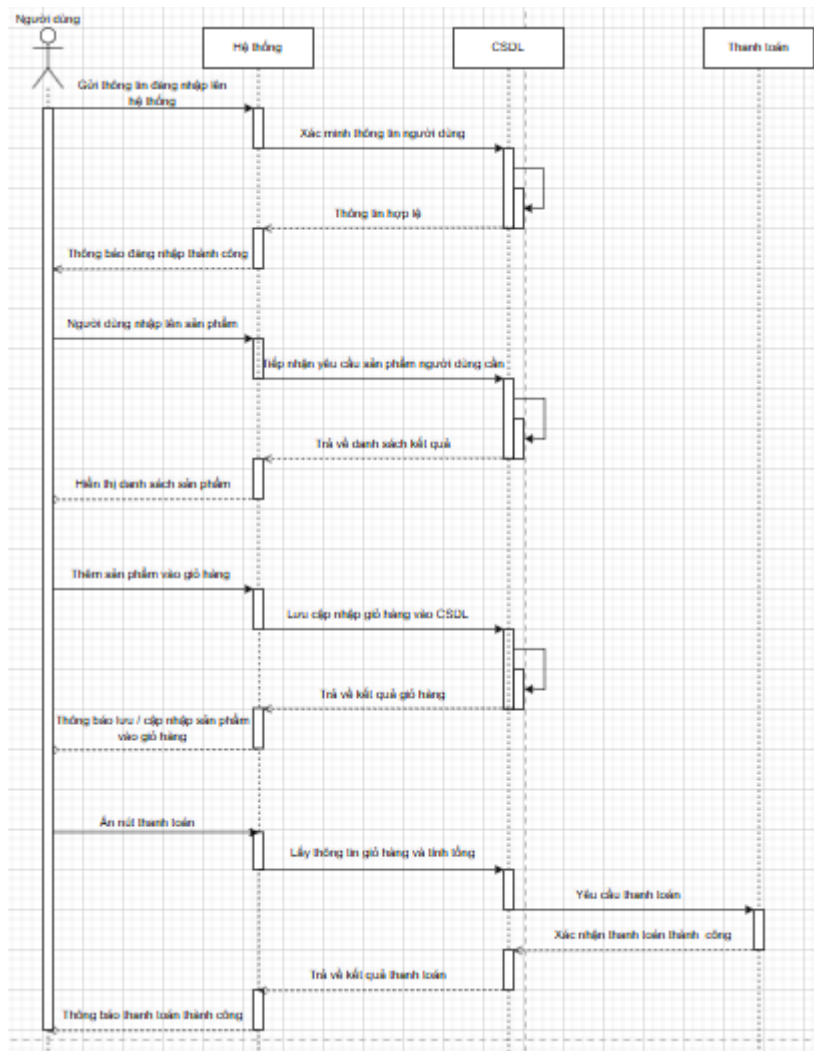 Người dùng
Hệ thống
CSDL
Thanh toán
Gửi thông tin đăng nhập lên
hệ thống
Xác minh thông tin người dùng
Thông tin hợp lệ
Thông báo đăng nhập thành công
Người dùng nhập tên sản phẩm
Tiếp nhận yêu cầu sản phẩm người dùng cần
Trả về danh sách kết quả
Hiển thị danh sách sản phẩm
Thêm sản phẩm vào giỏ hàng
Lưu cập nhập giỏ hàng vào CSDL
Trả về kết quả giỏ hàng
Thông báo lưu / cập nhập sản phẩm
vào giỏ hàng
Ấn nút thanh toán
Lấy thông tin giỏ hàng và tính tổng
Yêu cầu thanh toán
Xác nhận thanh toán thành công
Trả về kết quả thanh toán
Thông báo thanh toán thành công